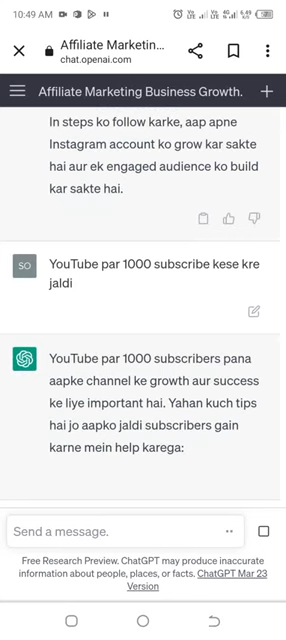 10:49 AM
Affiliate Marketin...
chat.openai.com
Affiliate Marketing Business Growth.
In steps ko follow karke, aap apne
Instagram account ko grow kar sakte
hai aur ek engaged audience ko build
kar sakte hai.
SO
YouTube par 1000 subscribe kese kre
jaldi
YouTube par 1000 subscribers pana
aapke channel ke growth aur success
ke liye important hai. Yahan kuch tips
hai jo aapko jaldi subscribers gain
karne mein help karega:
Send a message.
Free Research Preview. ChatGPT may produce inaccurate
information about people, places, or facts. ChatGPT Mar 23
Version